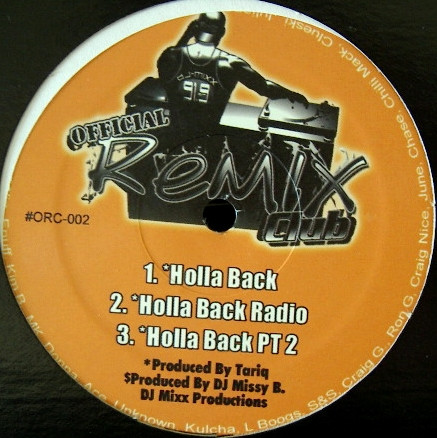 DJ MIXX
OFFICIAL
REMIX
Club
#ORC-002
1. *Holla Back
2. *Holla Back Radio
3. *Holla Back PT 2
*Produced By Tariq
$Produced By DJ Missy B.
DJ Mixx Productions
Unknown, Kulcha, L Boogs, S&S, Craig G., Ron G, Craig Nice, June, Chase, Chilli Mack, Clueski